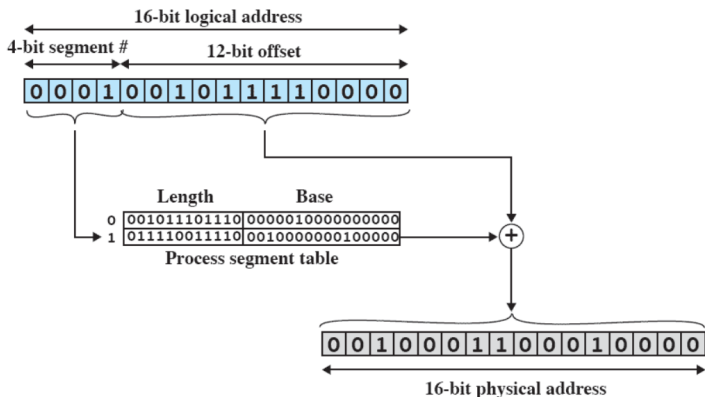 16-bit logical address
4-bit segment # 12-bit offset
0 0 0 1 0 0 1 0 1 1 1 1 0 0 0 0
Length Base
0 001011101110 0000010000000000
1 011110011110 0010000000100000
Process segment table
+
0 0 1 0 0 0 1 1 0 0 0 1 0 0 0 0
16-bit physical address